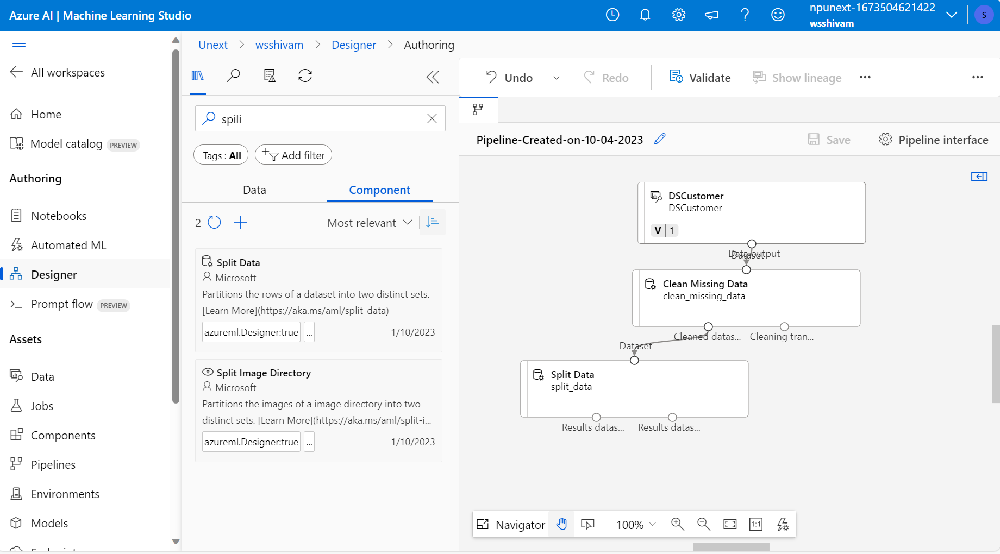 Azure AI | Machine Learning Studio
npunext-1673504621422
wsshivam
S
All workspaces
Home
Model catalog PREVIEW
Authoring
Notebooks
Automated ML
Designer
Prompt flow PREVIEW
Assets
Data
Jobs
Components
Pipelines
Environments
Models
Unext > wsshivam > Designer > Authoring
spili
Tags : All
Add filter
Data
Component
2
Most relevant
Split Data
Microsoft
Partitions the rows of a dataset into two distinct sets.
[Learn More](https://aka.ms/aml/split-data)
azureml.Designer:true
...
1/10/2023
Split Image Directory
Microsoft
Partitions the images of a image directory into two
distinct sets. [Learn More](https://aka.ms/aml/split-i...
azureml.Designer:true
...
1/10/2023
Undo
Redo
Validate
Show lineage
Pipeline-Created-on-10-04-2023
Save
Pipeline interface
DSCustomer
DSCustomer
V 1
Data output
Dataset
Clean Missing Data
clean_missing_data
Cleaned datas...
Cleaning tran...
Dataset
Split Data
split_data
Results datas...
Results datas...
Navigator
100%
1:1